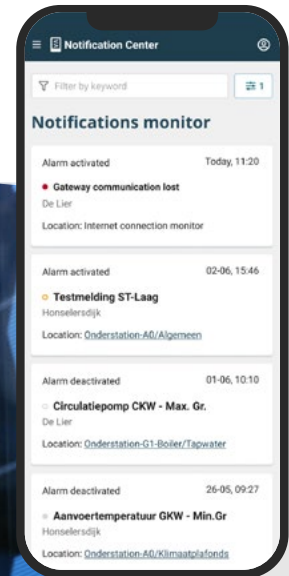 Notification Center
Filter by keyword
1
Notifications monitor
Alarm activated Today, 11:20
Gateway communication lost
De Lier
Location: Internet connection monitor
Alarm activated 02-06, 15:46
Testmelding ST-Laag
Honselersdijk
Location: Onderstation-A0/Algemeen
Alarm deactivated 01-06, 10:10
Circulatiepomp CKW - Max. Gr.
De Lier
Location: Onderstation-G1-Boiler/Tapwater
Alarm deactivated 26-05, 09:27
Aanvoertemperatuur GKW - Min.Gr
Honselersdijk
Location: Onderstation-A0/Klimaatplafonds